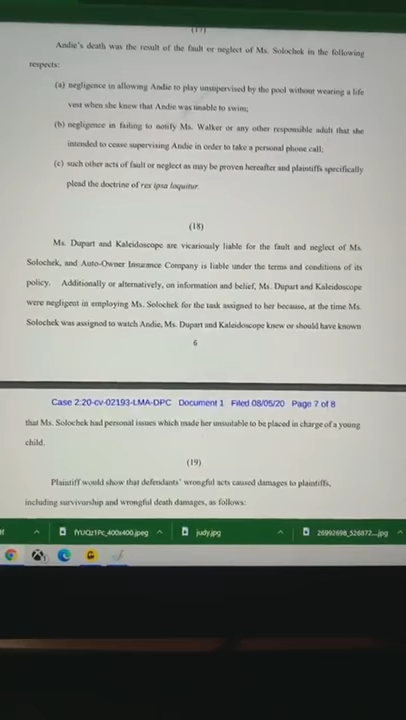 (17)
Andie's death was the result of the fault or neglect of Ms. Solochek in the following
respects:
(a) negligence in allowing Andie to play unsupervised by the pool without wearing a life
vest when she knew that Andie was unable to swim;
(b) negligence in failing to notify Ms. Walker or any other responsible adult that she
intended to cease supervising Andie in order to take a personal phone call;
(c) such other acts of fault or neglect as may be proven hereafter and plaintiffs specifically
plead the doctrine of res ipsa loquitur.
(18)
Ms. Dupart and Kaleidoscope are vicariously liable for the fault and neglect of Ms.
Solochek, and Auto-Owner Insurance Company is liable under the terms and conditions of its
policy. Additionally or alternatively, on information and belief, Ms. Dupart and Kaleidoscope
were negligent in employing Ms. Solochek for the task assigned to her because, at the time Ms.
Solochek was assigned to watch Andie, Ms. Dupart and Kaleidoscope knew or should have known
6
Case 2:20-cv-02193-LMA-DPC Document 1 Filed 08/05/20 Page 7 of 8
that Ms. Solochek had personal issues which made her unsuitable to be placed in charge of a young
child.
(19)
Plaintiff would show that defendants' wrongful acts caused damages to plaintiffs,
including survivorship and wrongful death damages, as follows:
fYUQz1Pc_400x400.jpeg judy.jpg 26992698_526872....jpg